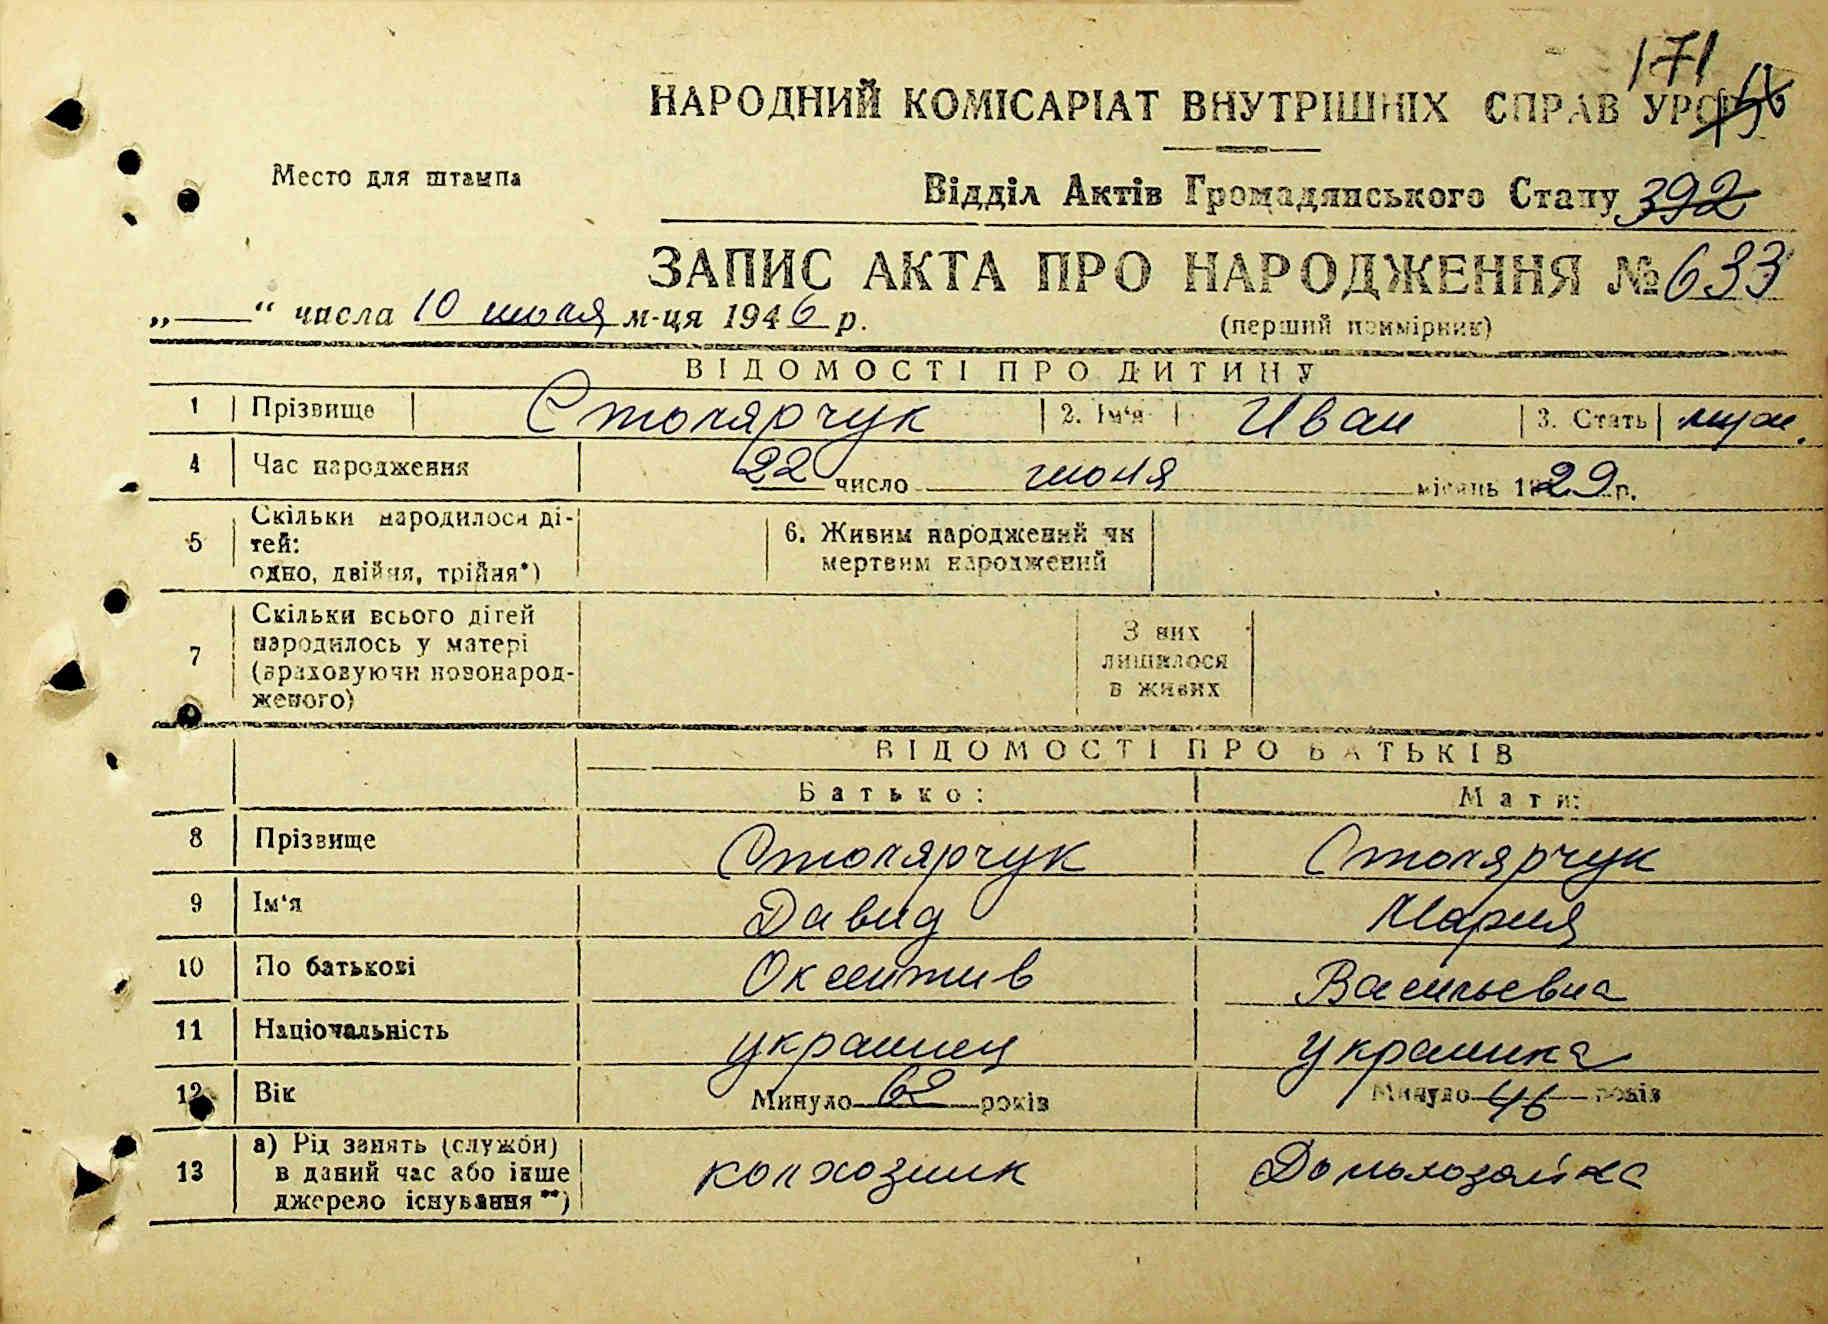 171
НАРОДНИЙ КОМІСАРІАТ ВНУТРІШНІХ СПРАВ УРСР
Место для штампа
Відділ Актів Громадянського Стану 392
ЗАПИС АКТА ПРО НАРОДЖЕННЯ № 633
„ “ числа 10 июля м-ця 1946 р.
(перший примірник)
ВІДОМОСТІ ПРО ДИТИНУ
1 Прізвище Столярчук 2. Ім‘я Иван 3. Стать муж.
4 Час народження 22 число июня місяць 1929 р.
5 Скільки народилося ді-
тей:
одно, двійня, трійня*)
6. Живим народжений чи
мертвим народжений
7 Скільки всього дітей
народилось у матері
(враховуючи новонарод-
женого)
З них
лишилося
в живих
ВІДОМОСТІ ПРО БАТЬКІВ
Батько: Мати:
8 Прізвище Столярчук Столярчук
9 Ім‘я Давид Мария
10 По батькові Оксентив Васильевна
11 Національність украинец украинка
12 Вік Минуло 62 років Минуло 46 років
13 а) Рід занять (служби)
в даний час або інше
джерело існування**)
колхозник Домохозяйка